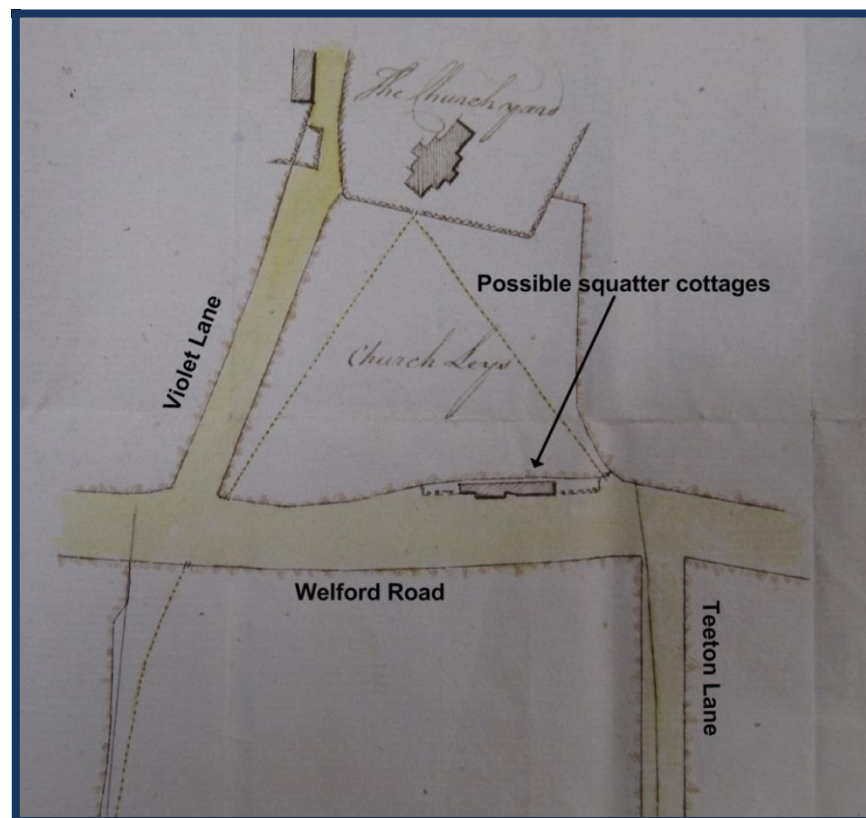 The Church yard
Possible squatter cottages
Church Leys
Violet Lane
Welford Road
Teeton Lane